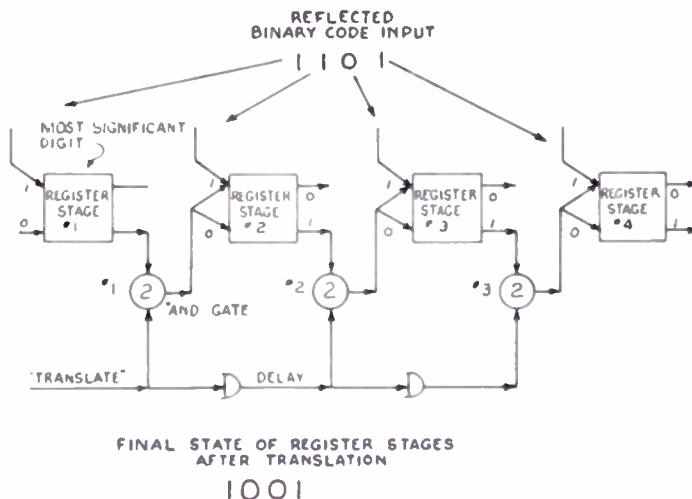 REFLECTED
BINARY CODE INPUT
1 1 0 1
MOST SIGNIFICANT
DIGIT
1
REGISTER
STAGE
#1
0
1
REGISTER
STAGE
#2
0
0
1
1
REGISTER
STAGE
#3
0
0
1
1
REGISTER
STAGE
#4
0
0
1
#1
2
"AND GATE
#2
2
#3
2
"TRANSLATE"
DELAY
FINAL STATE OF REGISTER STAGES
AFTER TRANSLATION
1001